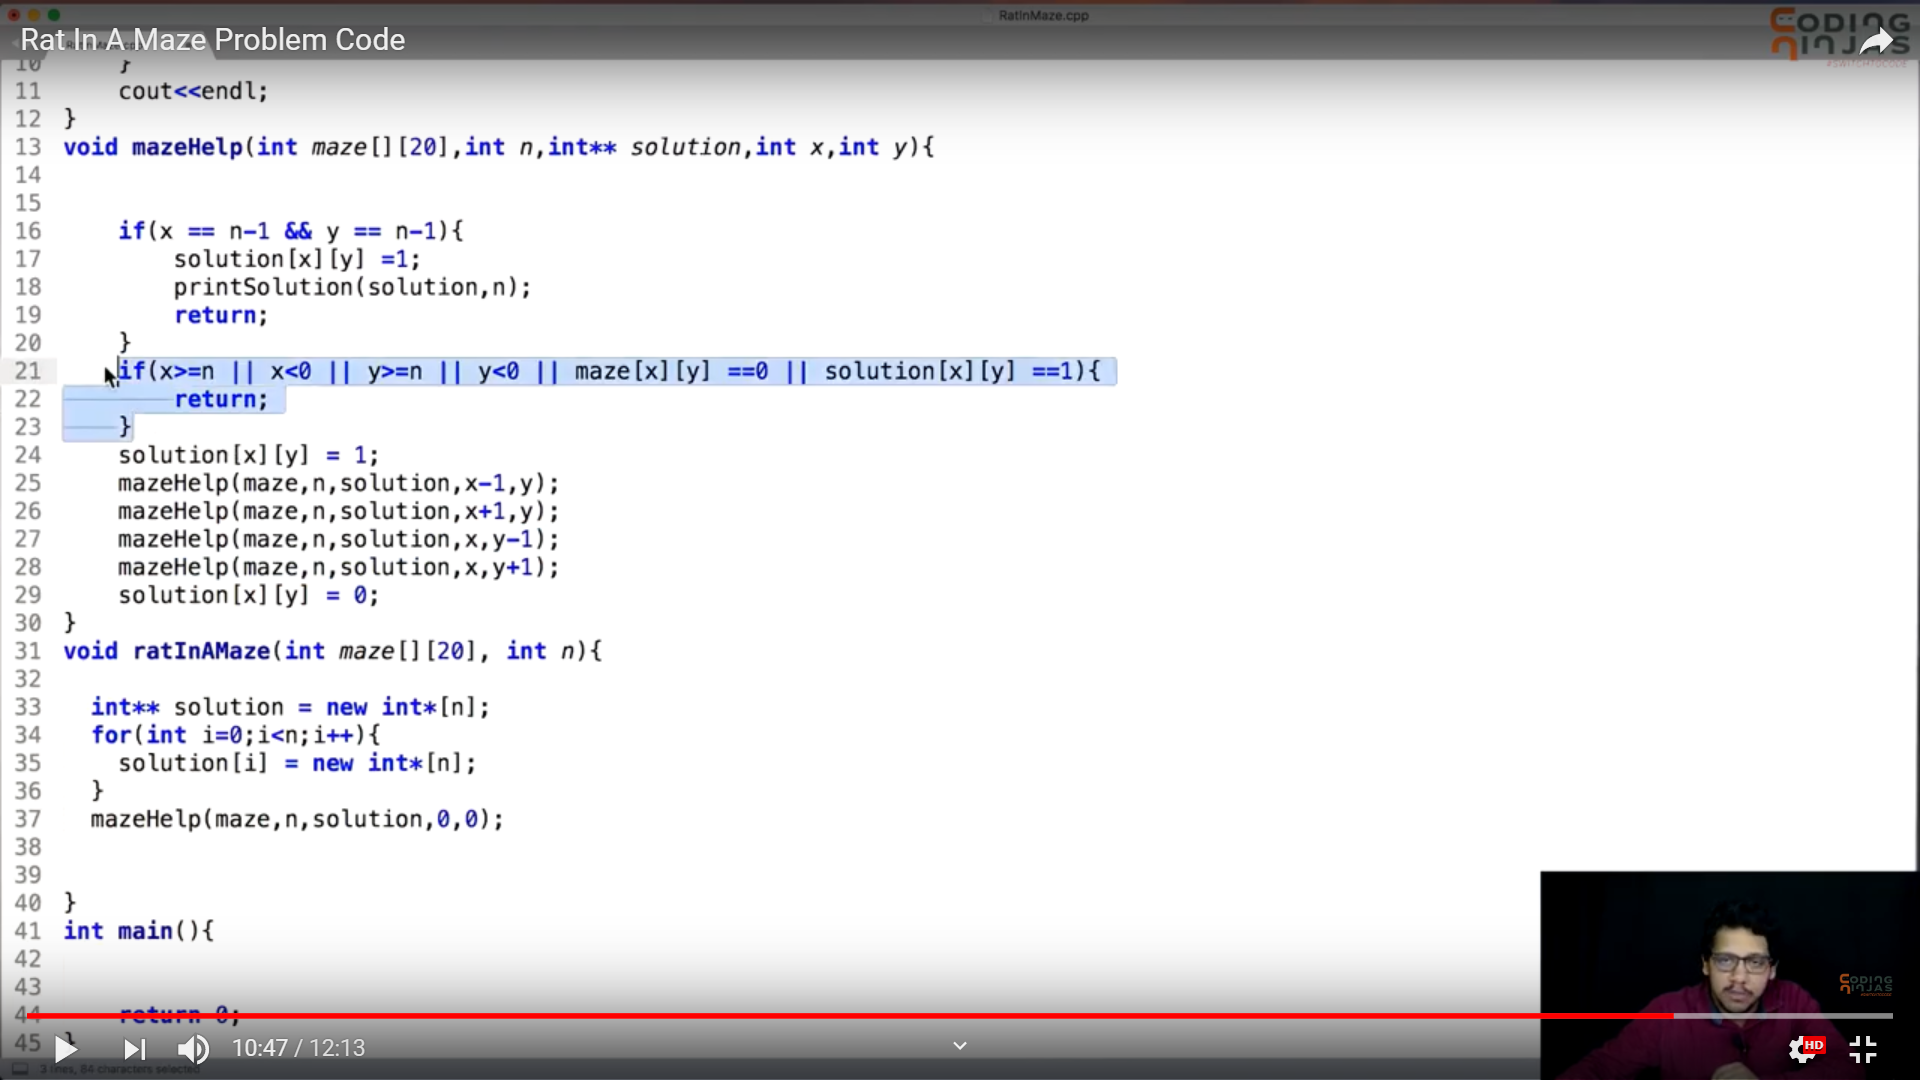 RatInMaze.cpp
Rat In A Maze Problem Code
CODING NINJAS
#SWITCHTOCODE
10 }
11 cout<<endl;
12 }
13 void mazeHelp(int maze[][20],int n,int** solution,int x,int y){
14
15
16 if(x == n-1 && y == n-1){
17 solution[x][y] =1;
18 printSolution(solution,n);
19 return;
20 }
21 if(x>=n || x<0 || y>=n || y<0 || maze[x][y] ==0 || solution[x][y] ==1){
22 return;
23 }
24 solution[x][y] = 1;
25 mazeHelp(maze,n,solution,x-1,y);
26 mazeHelp(maze,n,solution,x+1,y);
27 mazeHelp(maze,n,solution,x,y-1);
28 mazeHelp(maze,n,solution,x,y+1);
29 solution[x][y] = 0;
30 }
31 void ratInAMaze(int maze[][20], int n){
32
33 int** solution = new int*[n];
34 for(int i=0;i<n;i++){
35 solution[i] = new int*[n];
36 }
37 mazeHelp(maze,n,solution,0,0);
38
39
40 }
41 int main(){
42
43
44 return 0;
45 }
CODING NINJAS
10:47 / 12:13
HD
3 lines, 84 characters selected